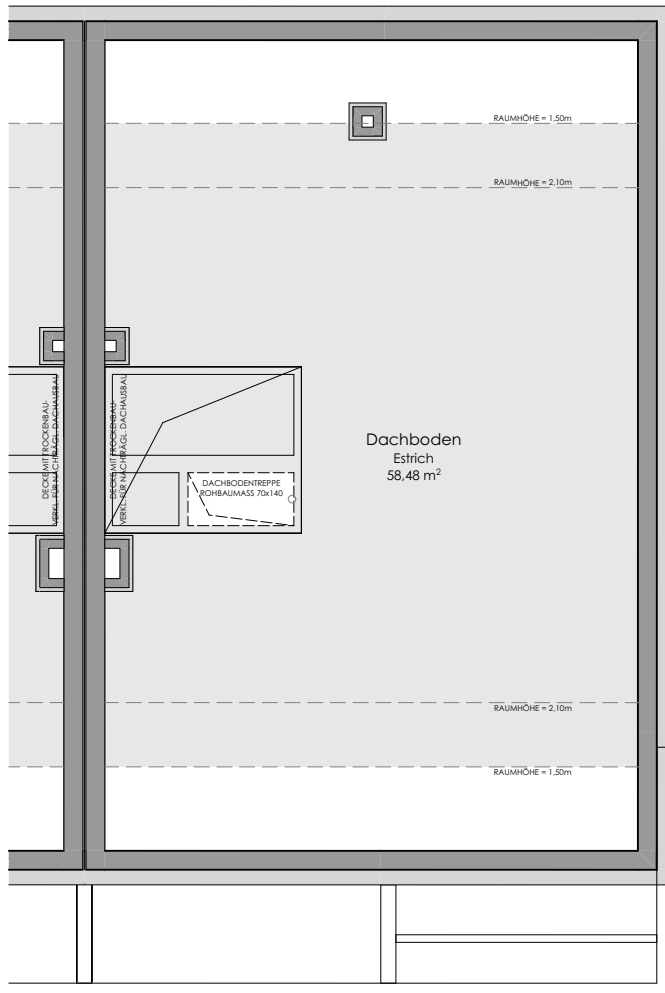 RAUMHÖHE = 1,50m
RAUMHÖHE = 2,10m
DECKE MIT TROCKENBAU-
VERKL. FÜR NACHTRÄGL. DACHAUSBAU
DECKE MIT TROCKENBAU-
VERKL. FÜR NACHTRÄGL. DACHAUSBAU
Dachboden
Estrich
58,48 m²
DACHBODENTREPPE
ROHBAUMASS 70x140
RAUMHÖHE = 2,10m
RAUMHÖHE = 1,50m